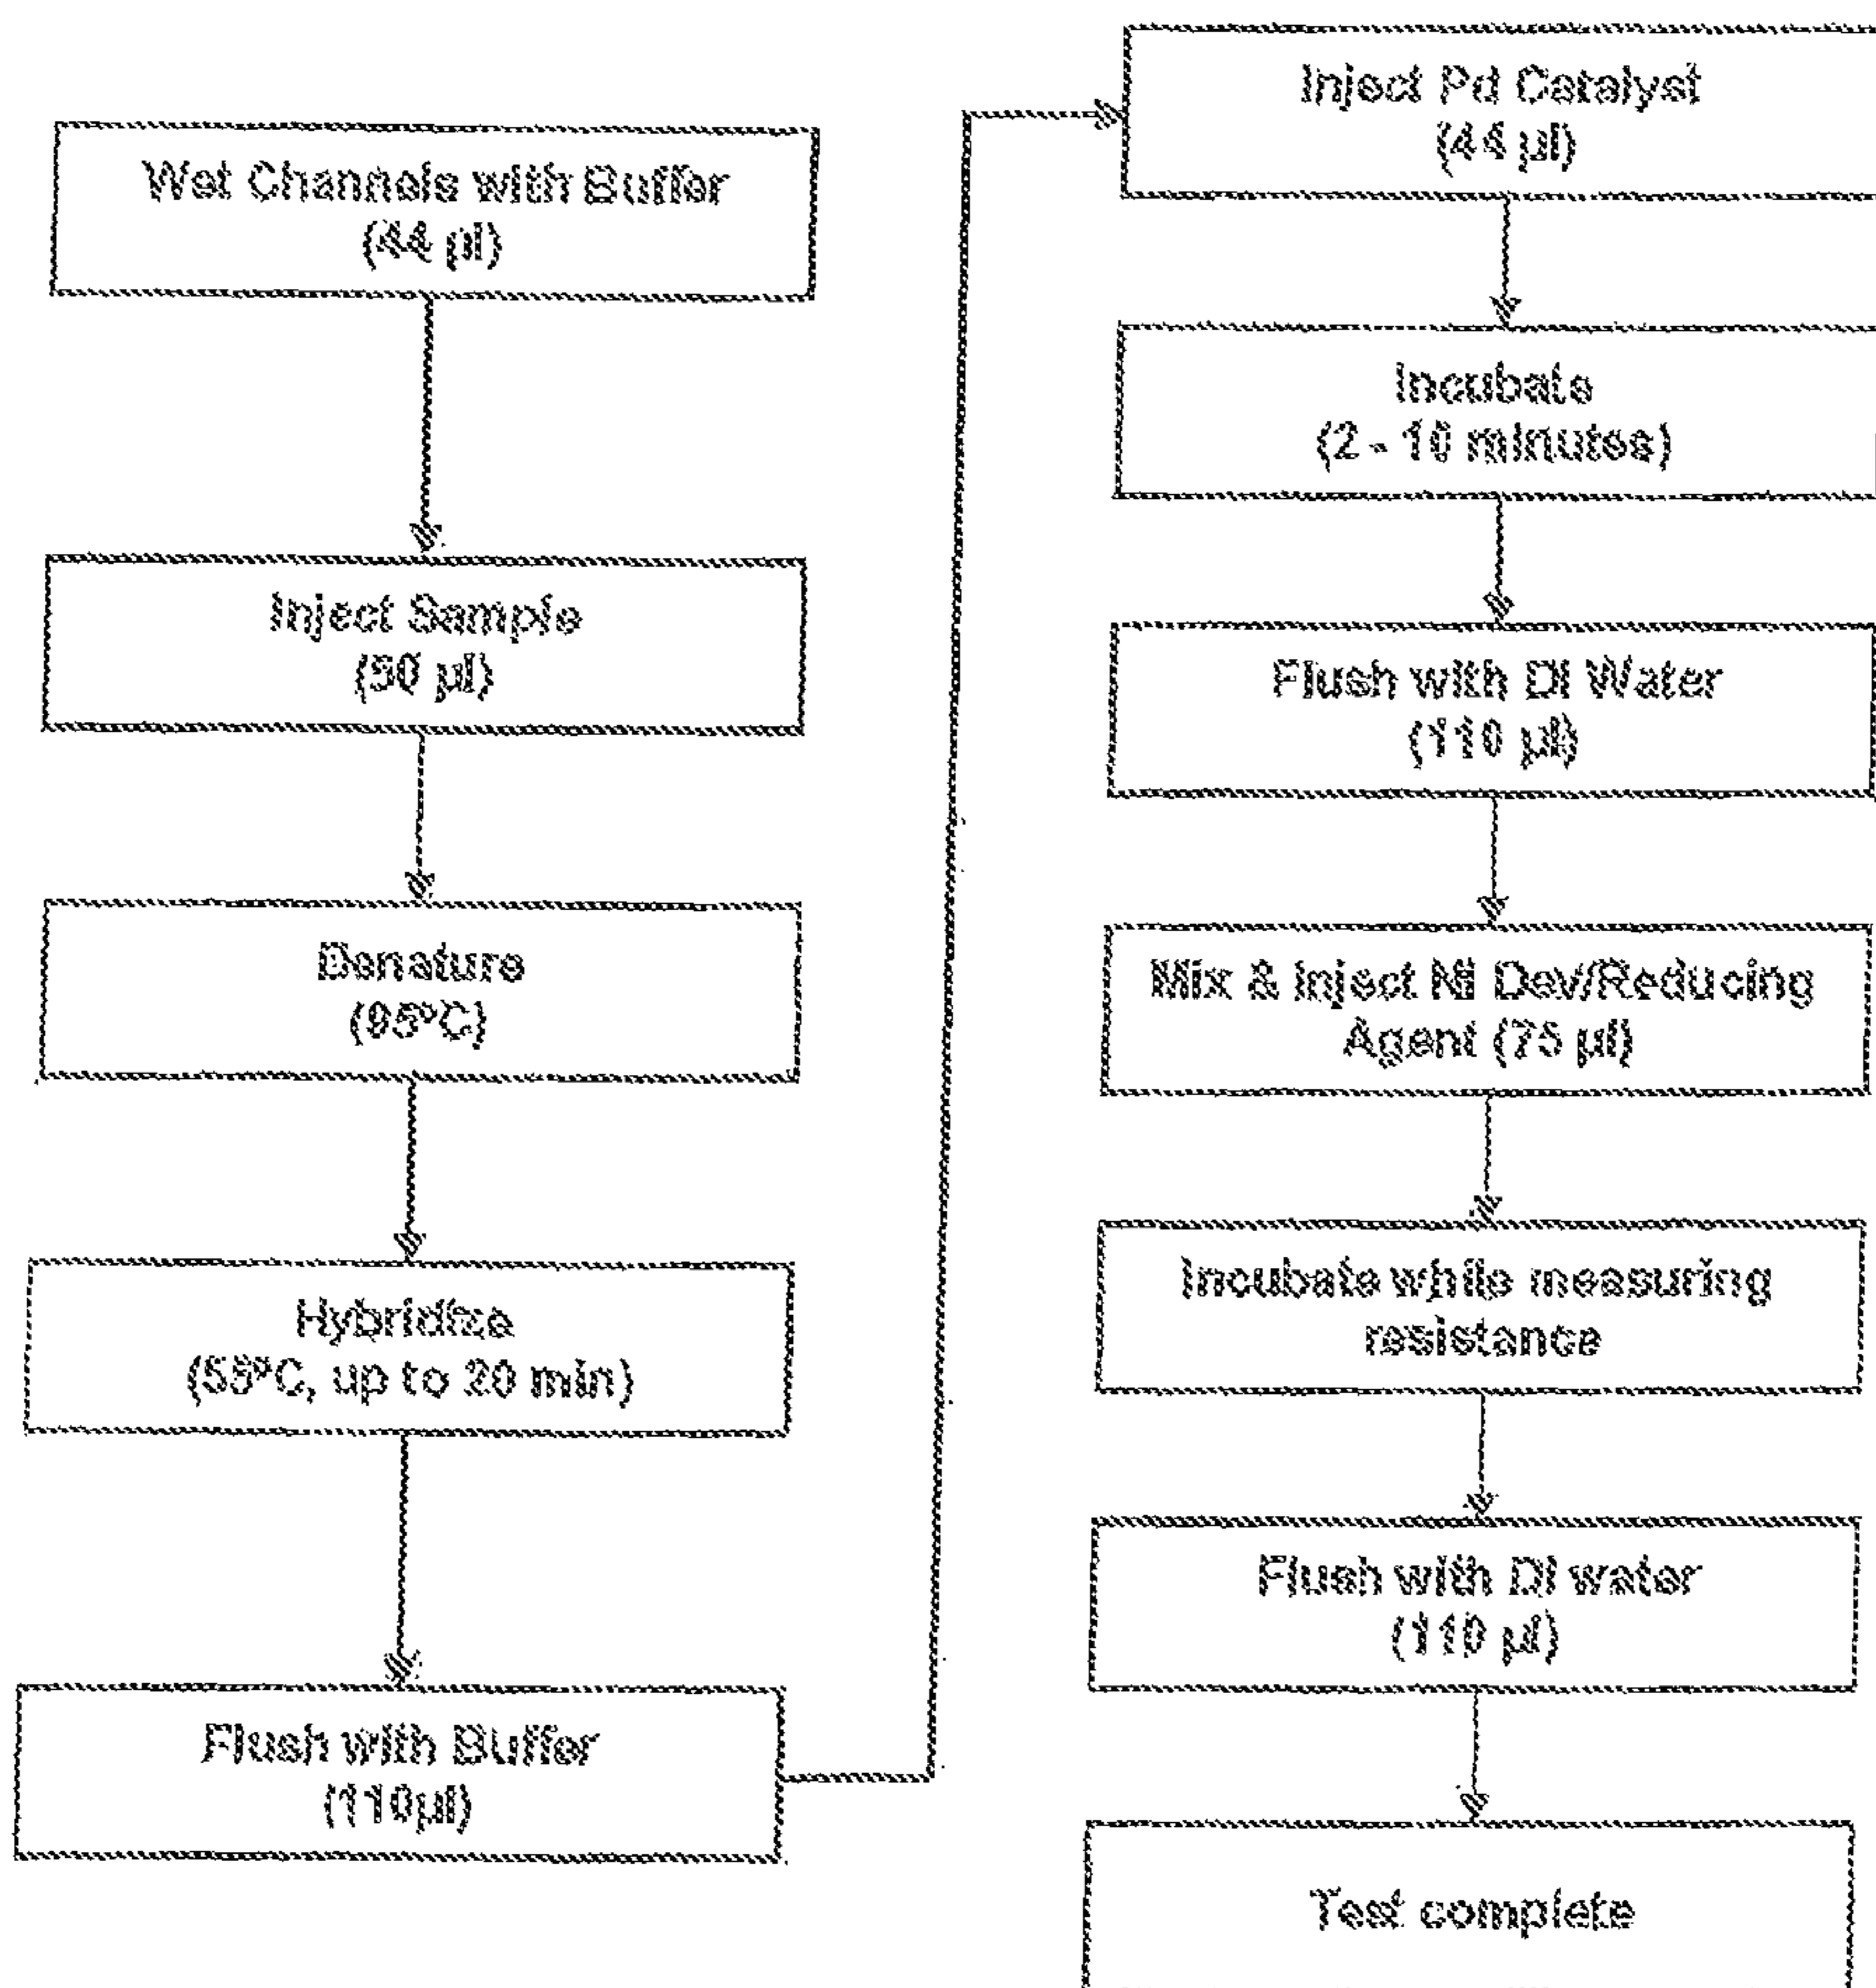 Wet Channels with Buffer
(44 µl)
Inject Sample
(50 µl)
Denature
(95ºC)
Hybridize
(55ºC, up to 20 min)
Flush with Buffer
(110µl)
Inject Pd Catalyst
(44 µl)
Incubate
(2 - 10 minutes)
Flush with DI Water
(110 µl)
Mix & Inject Ni Dev/Reducing
Agent (75 µl)
Incubate while measuring
resistance
Flush with DI water
(110 µl)
Test complete